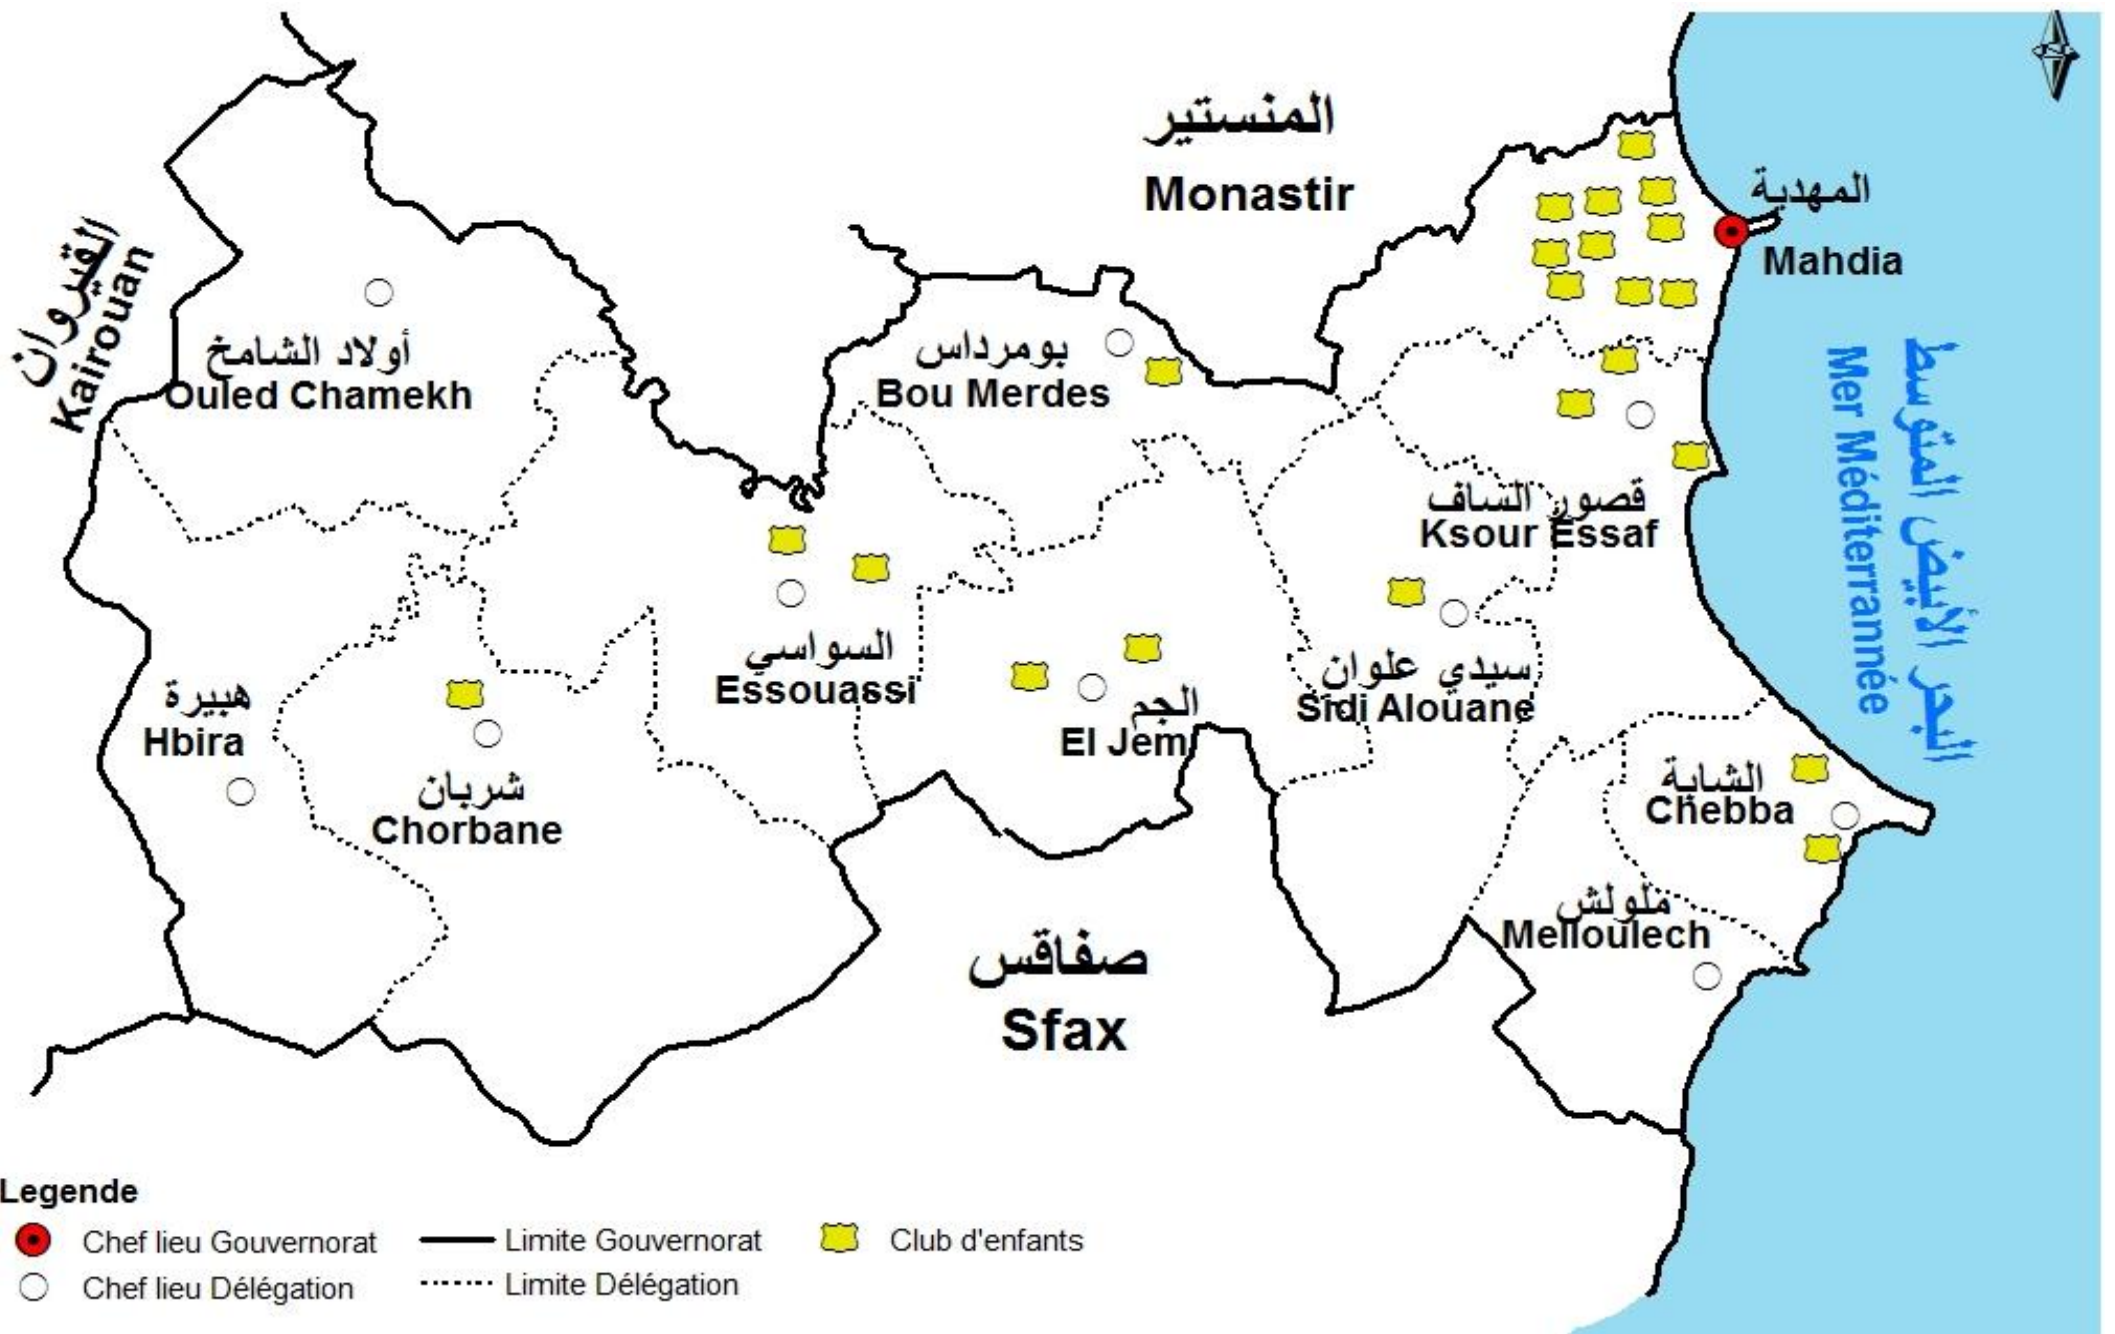 المنستير
Monastir
المهدية
Mahdia
القيروان
Kairouan
أولاد الشامخ
Ouled Chamekh
بومرداس
Bou Merdes
البحر الأبيض المتوسط
Mer Méditerrannée
قصور الساف
Ksour Essaf
السواسي
Essouassi
سيدي علوان
Sidi Alouane
هبيرة
Hbira
الجم
El Jem
شربان
Chorbane
الشابة
Chebba
ملولش
Melloulech
صفاقس
Sfax
Legende
Chef lieu Gouvernorat
Limite Gouvernorat
Club d'enfants
Chef lieu Délégation
Limite Délégation